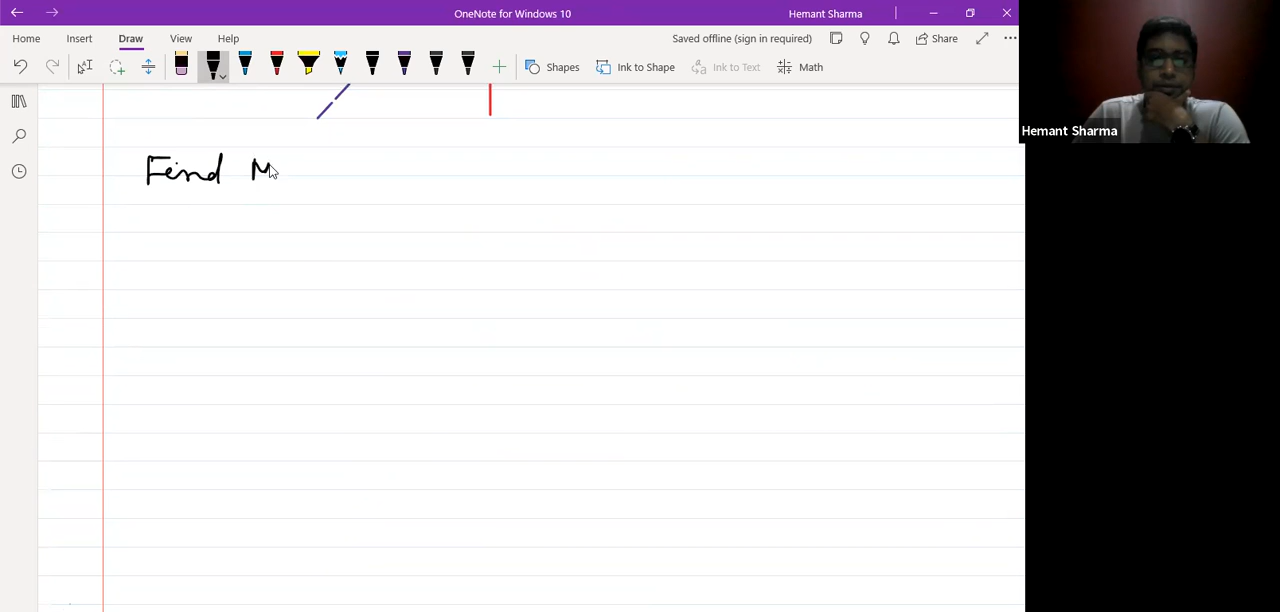 OneNote for Windows 10
Hemant Sharma
Home Insert Draw View Help
Saved offline (sign in required)
Share
Shapes
Ink to Shape
Ink to Text
Math
Hemant Sharma
Find M